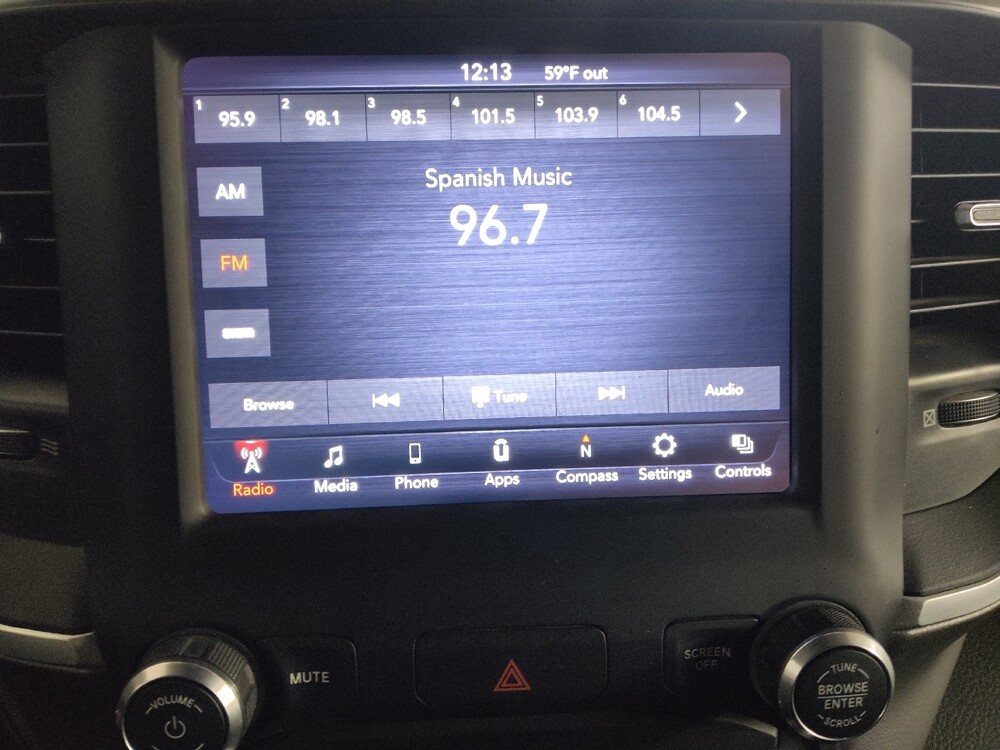 12:13 59°F out
1 95.9 2 98.1 3 98.5 4 101.5 5 103.9 6 104.5
Spanish Music
96.7
AM
FM
Browse Tune Audio
N
Radio Media Phone Apps Compass Settings Controls
MUTE
SCREEN
OFF
VOLUME
TUNE
BROWSE
ENTER
SCROLL